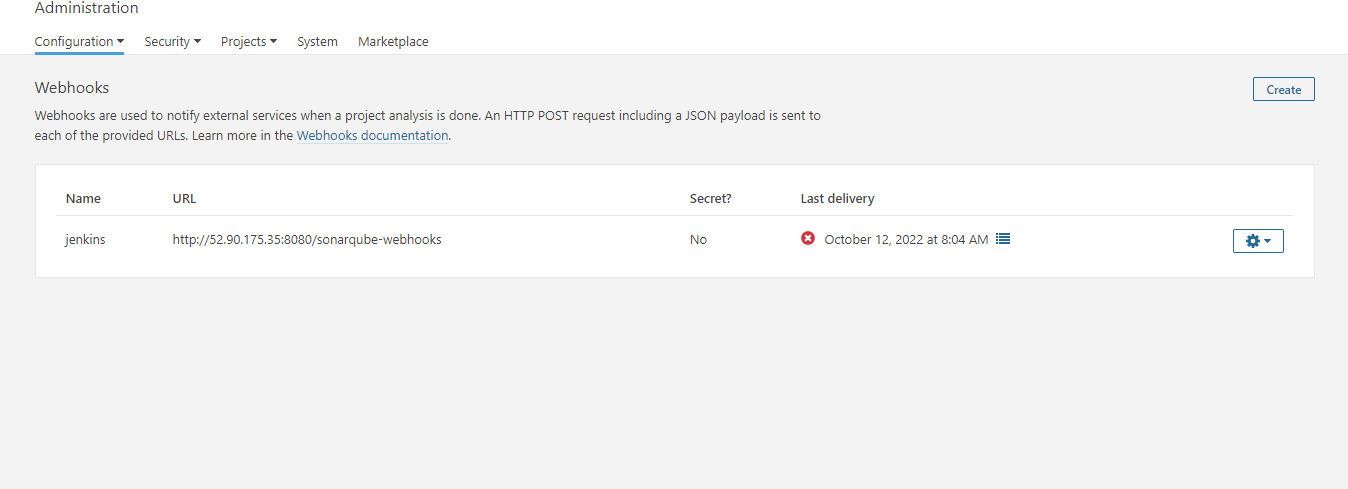 Administration
Configuration Security Projects System Marketplace
Webhooks
Create
Webhooks are used to notify external services when a project analysis is done. An HTTP POST request including a JSON payload is sent to
each of the provided URLs. Learn more in the Webhooks documentation.
Name URL Secret? Last delivery
jenkins http://52.90.175.35:8080/sonarqube-webhooks No October 12, 2022 at 8:04 AM